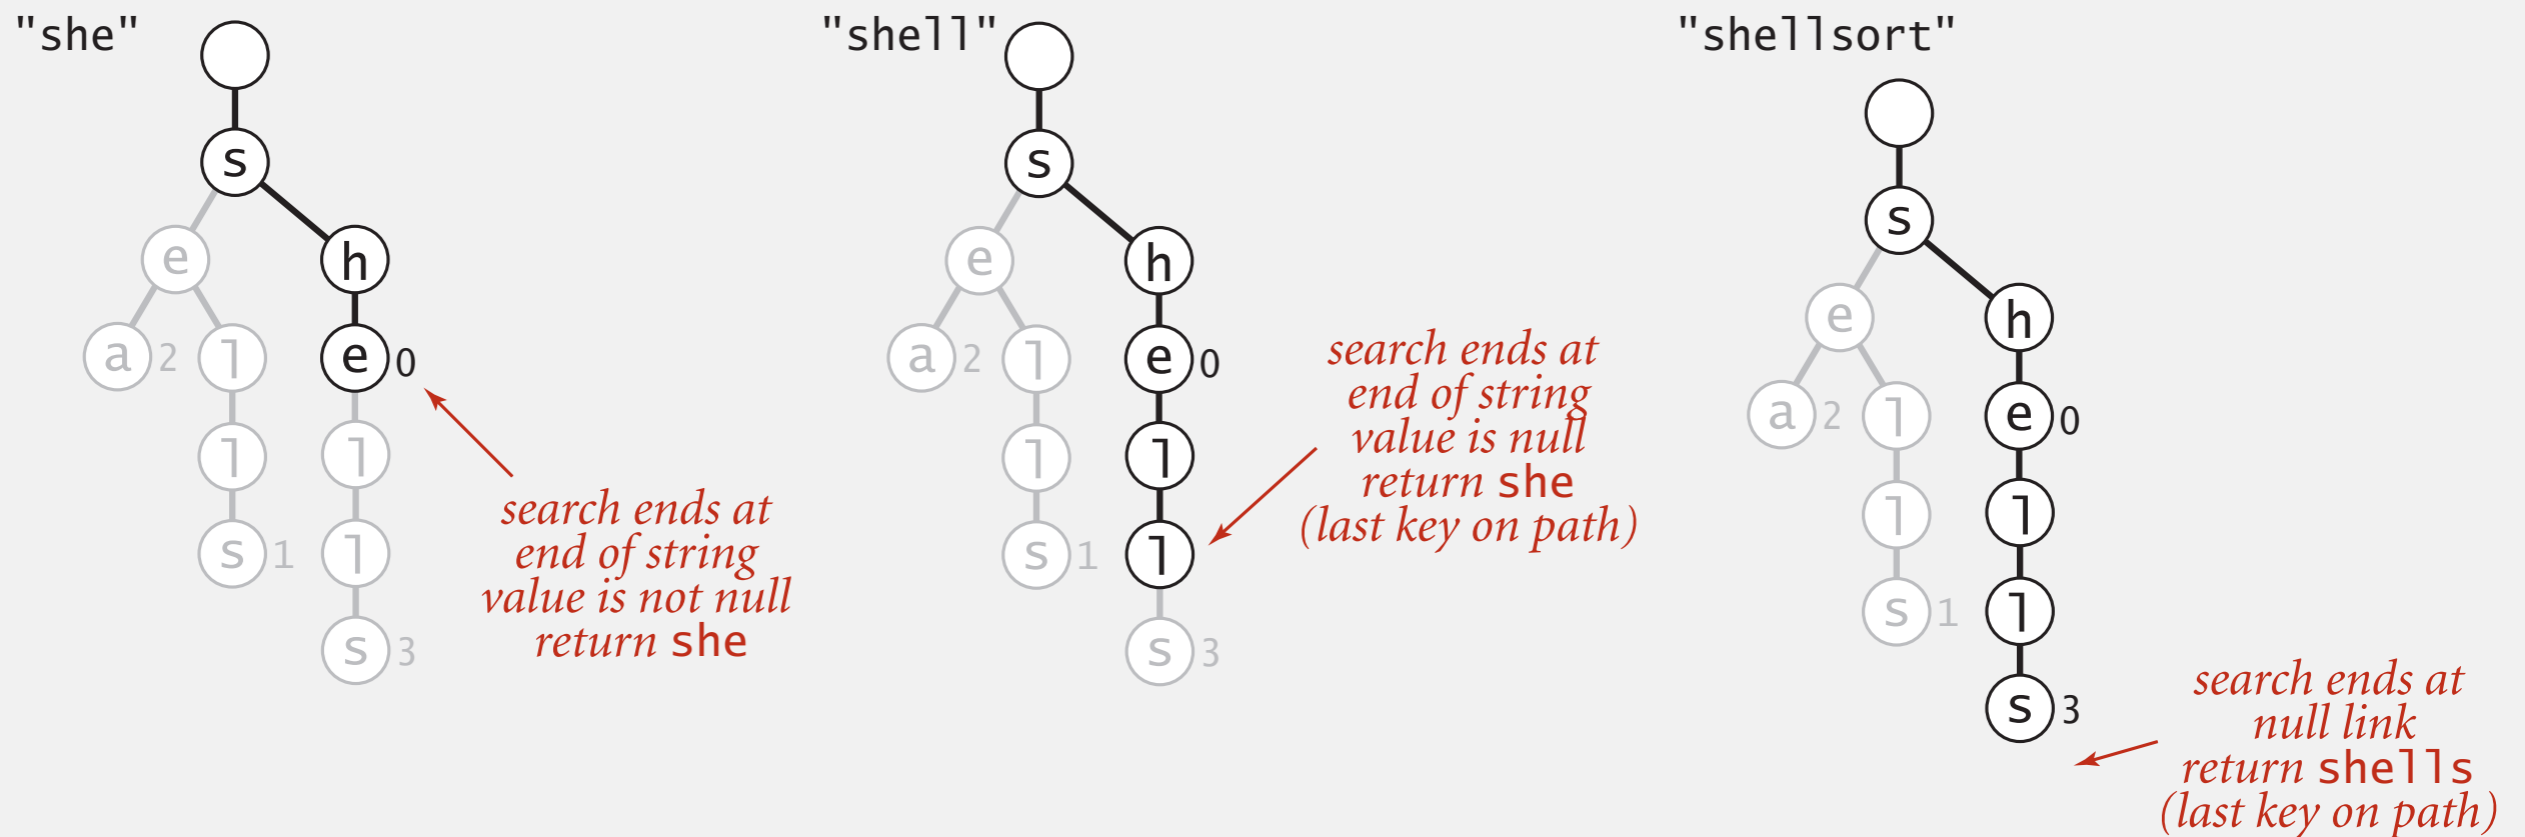 "she"
s
e
h
a 2
l
e 0
l
l
s 1
l
s 3
search ends at
end of string
value is not null
return she
"shell"
s
e
h
a 2
l
e 0
l
l
s 1
l
s 3
search ends at
end of string
value is null
return she
(last key on path)
"shellsort"
s
e
h
a 2
l
e 0
l
l
s 1
l
s 3
search ends at
null link
return shells
(last key on path)